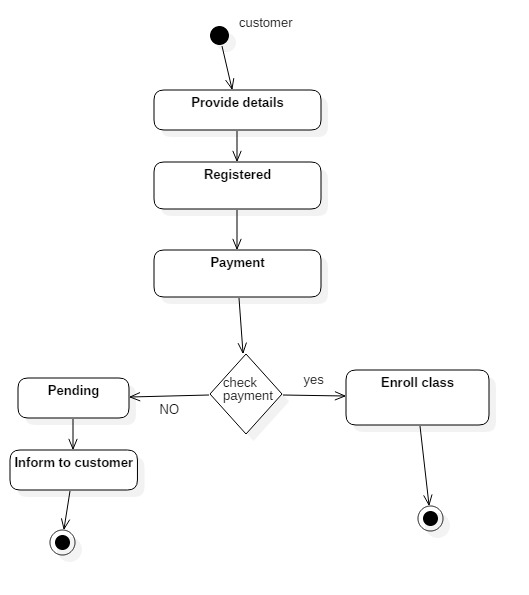 customer
Provide details
Registered
Payment
check
payment
yes
NO
Enroll class
Pending
Inform to customer